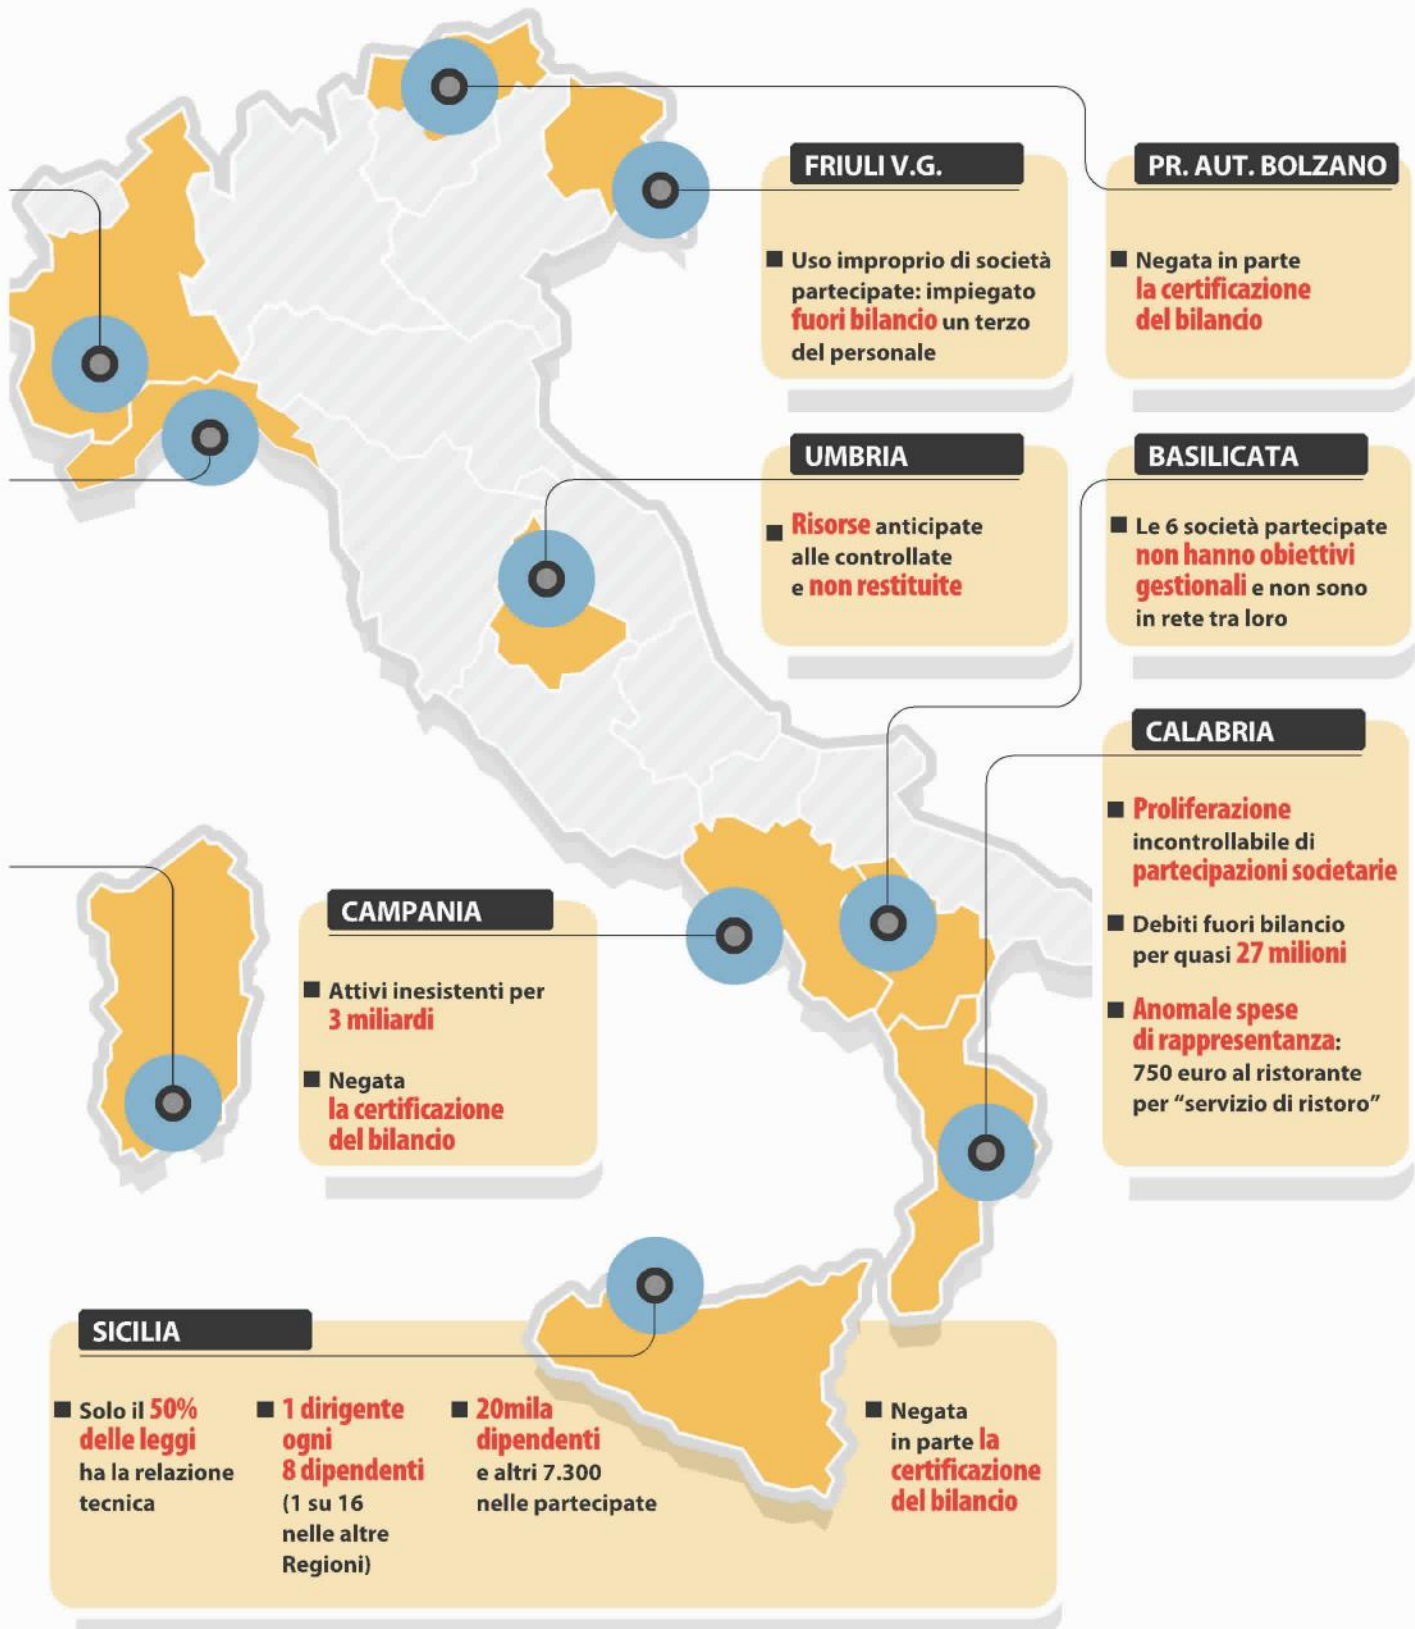 FRIULI V.G.
■ Uso improprio di società
partecipate: impiegato
fuori bilancio un terzo
del personale
PR. AUT. BOLZANO
■ Negata in parte
la certificazione
del bilancio
UMBRIA
■ Risorse anticipate
alle controllate
e non restituite
BASILICATA
■ Le 6 società partecipate
non hanno obiettivi
gestionali e non sono
in rete tra loro
CALABRIA
■ Proliferazione
incontrollabile di
partecipazioni societarie
■ Debiti fuori bilancio
per quasi 27 milioni
■ Anomale spese
di rappresentanza:
750 euro al ristorante
per “servizio di ristoro”
CAMPANIA
■ Attivi inesistenti per
3 miliardi
■ Negata
la certificazione
del bilancio
SICILIA
■ Solo il 50%
delle leggi
ha la relazione
tecnica
■ 1 dirigente
ogni
8 dipendenti
(1 su 16
nelle altre
Regioni)
■ 20mila
dipendenti
e altri 7.300
nelle partecipate
■ Negata
in parte la
certificazione
del bilancio